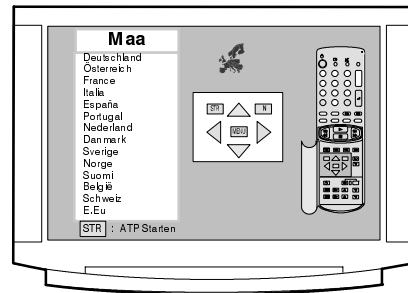 Maa
Deutschland
Österreich
France
Italia
España
Portugal
Nederland
Danmark
Sverige
Norge
Suomi
België
Schweiz
E.Eu
STR : ATP Starten
STR
N
MENU